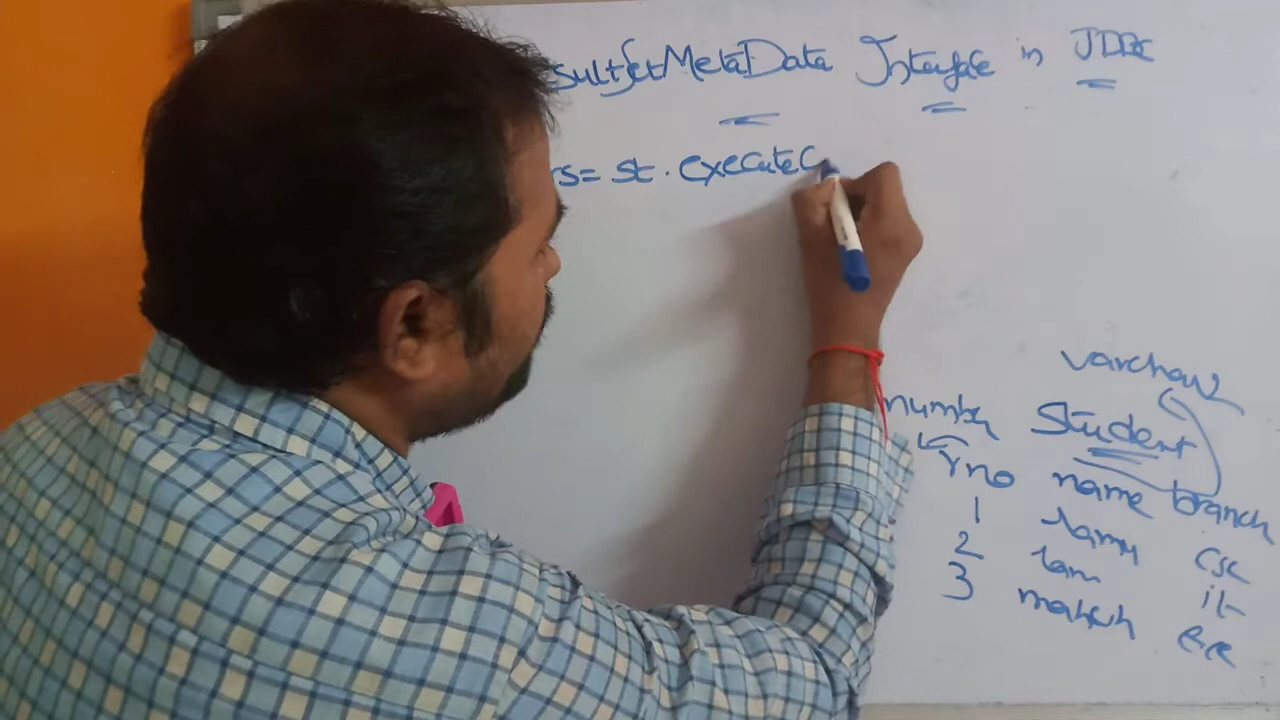 sultSetMetaData Interface in JDBC
rs= st. executeQ
varchar2
number Student
rno name branch
1 ramu cse
2 ram it
3 mahesh ece